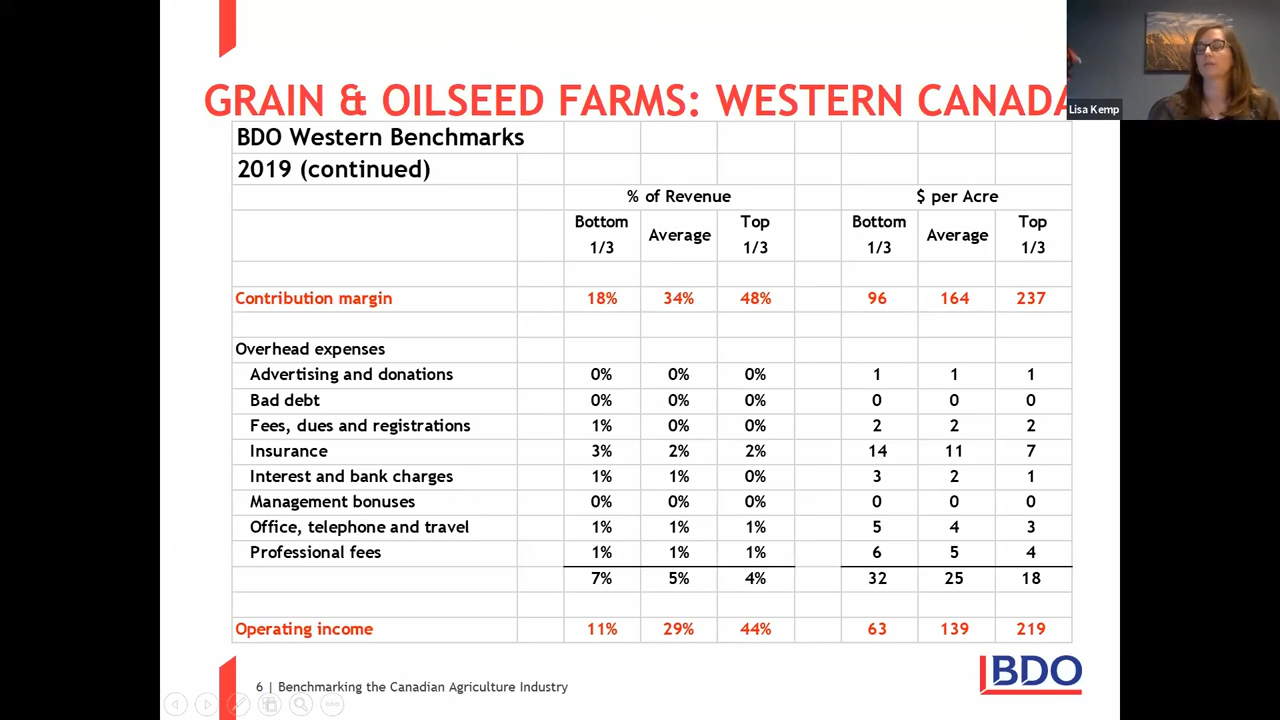 GRAIN & OILSEED FARMS: WESTERN CANADA
Lisa Kemp
BDO Western Benchmarks
2019 (continued)
% of Revenue $ per Acre
Bottom 1/3 Average Top 1/3 Bottom 1/3 Average Top 1/3
Contribution margin 18% 34% 48% 96 164 237
Overhead expenses
Advertising and donations 0% 0% 0% 1 1 1
Bad debt 0% 0% 0% 0 0 0
Fees, dues and registrations 1% 0% 0% 2 2 2
Insurance 3% 2% 2% 14 11 7
Interest and bank charges 1% 1% 0% 3 2 1
Management bonuses 0% 0% 0% 0 0 0
Office, telephone and travel 1% 1% 1% 5 4 3
Professional fees 1% 1% 1% 6 5 4
7% 5% 4% 32 25 18
Operating income 11% 29% 44% 63 139 219
6 | Benchmarking the Canadian Agriculture Industry
BDO